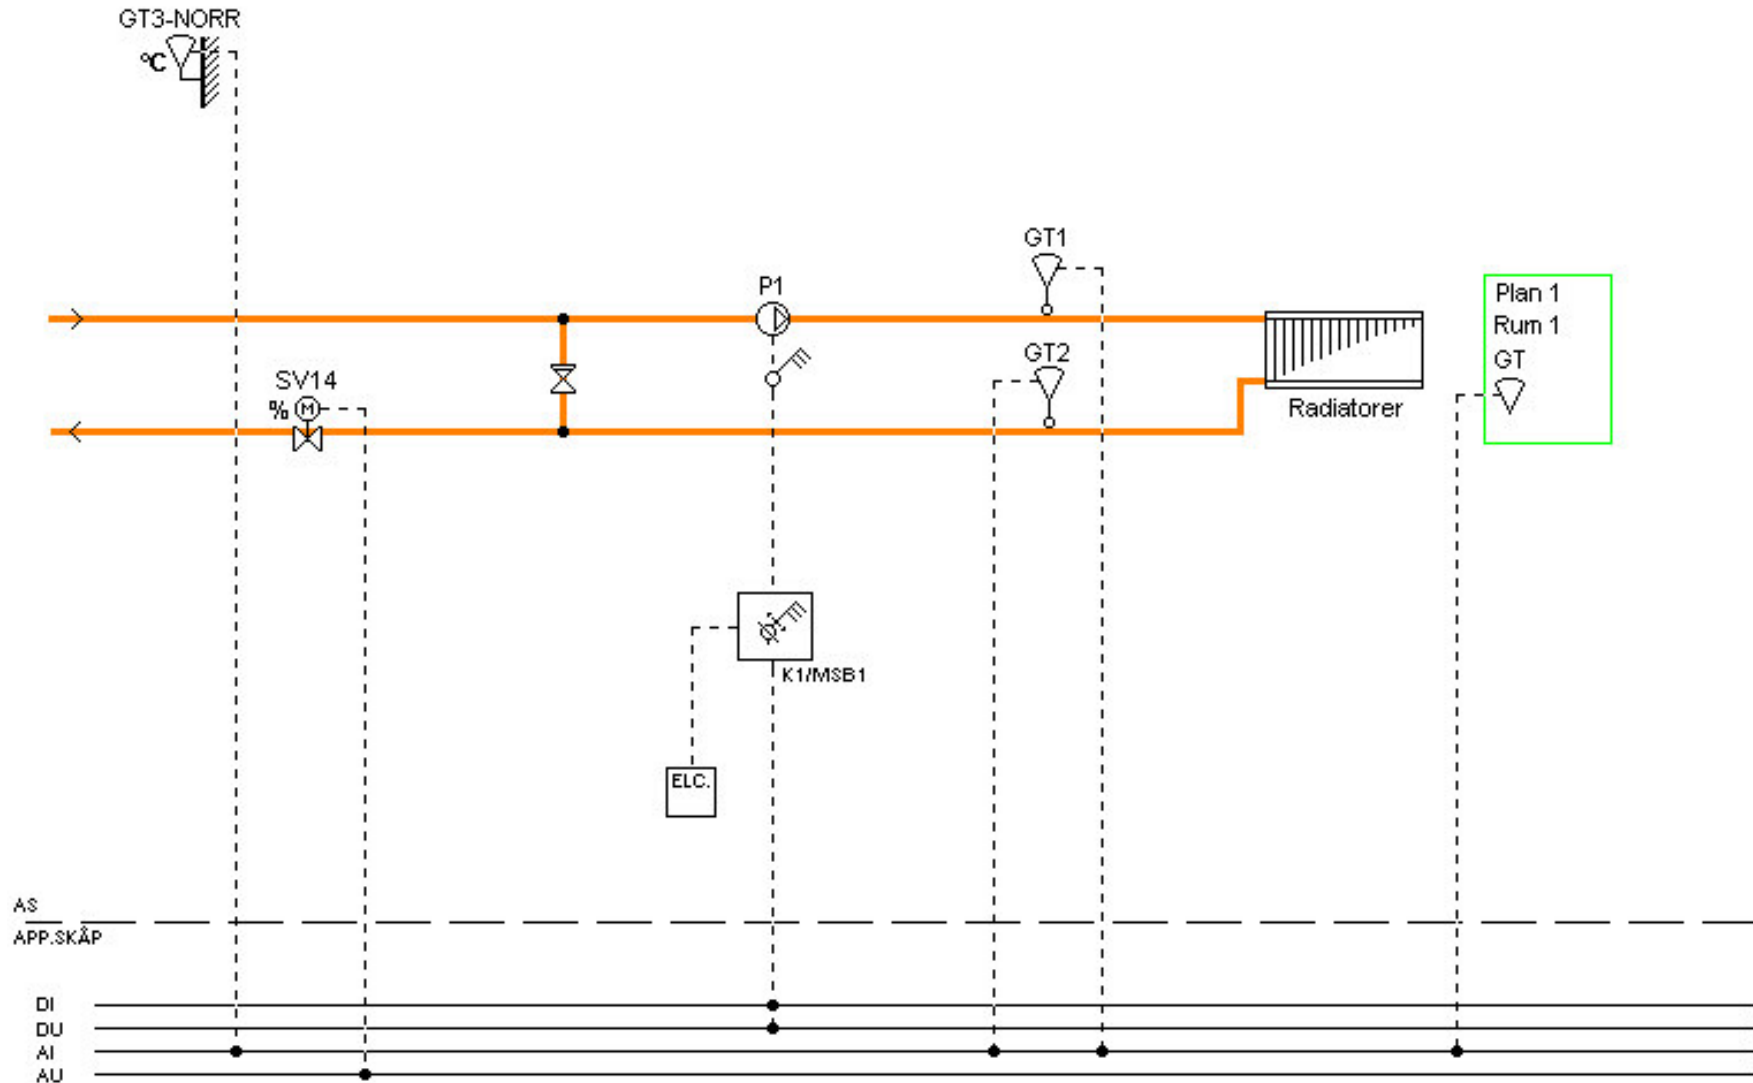 GT3-NORR
°C
GT1
P1
Plan 1
Rum 1
GT
GT2
SV14
% M
Radiatorer
K1/MSB1
ELC.
AS
APP.SKÅP
DI
DU
AI
AU